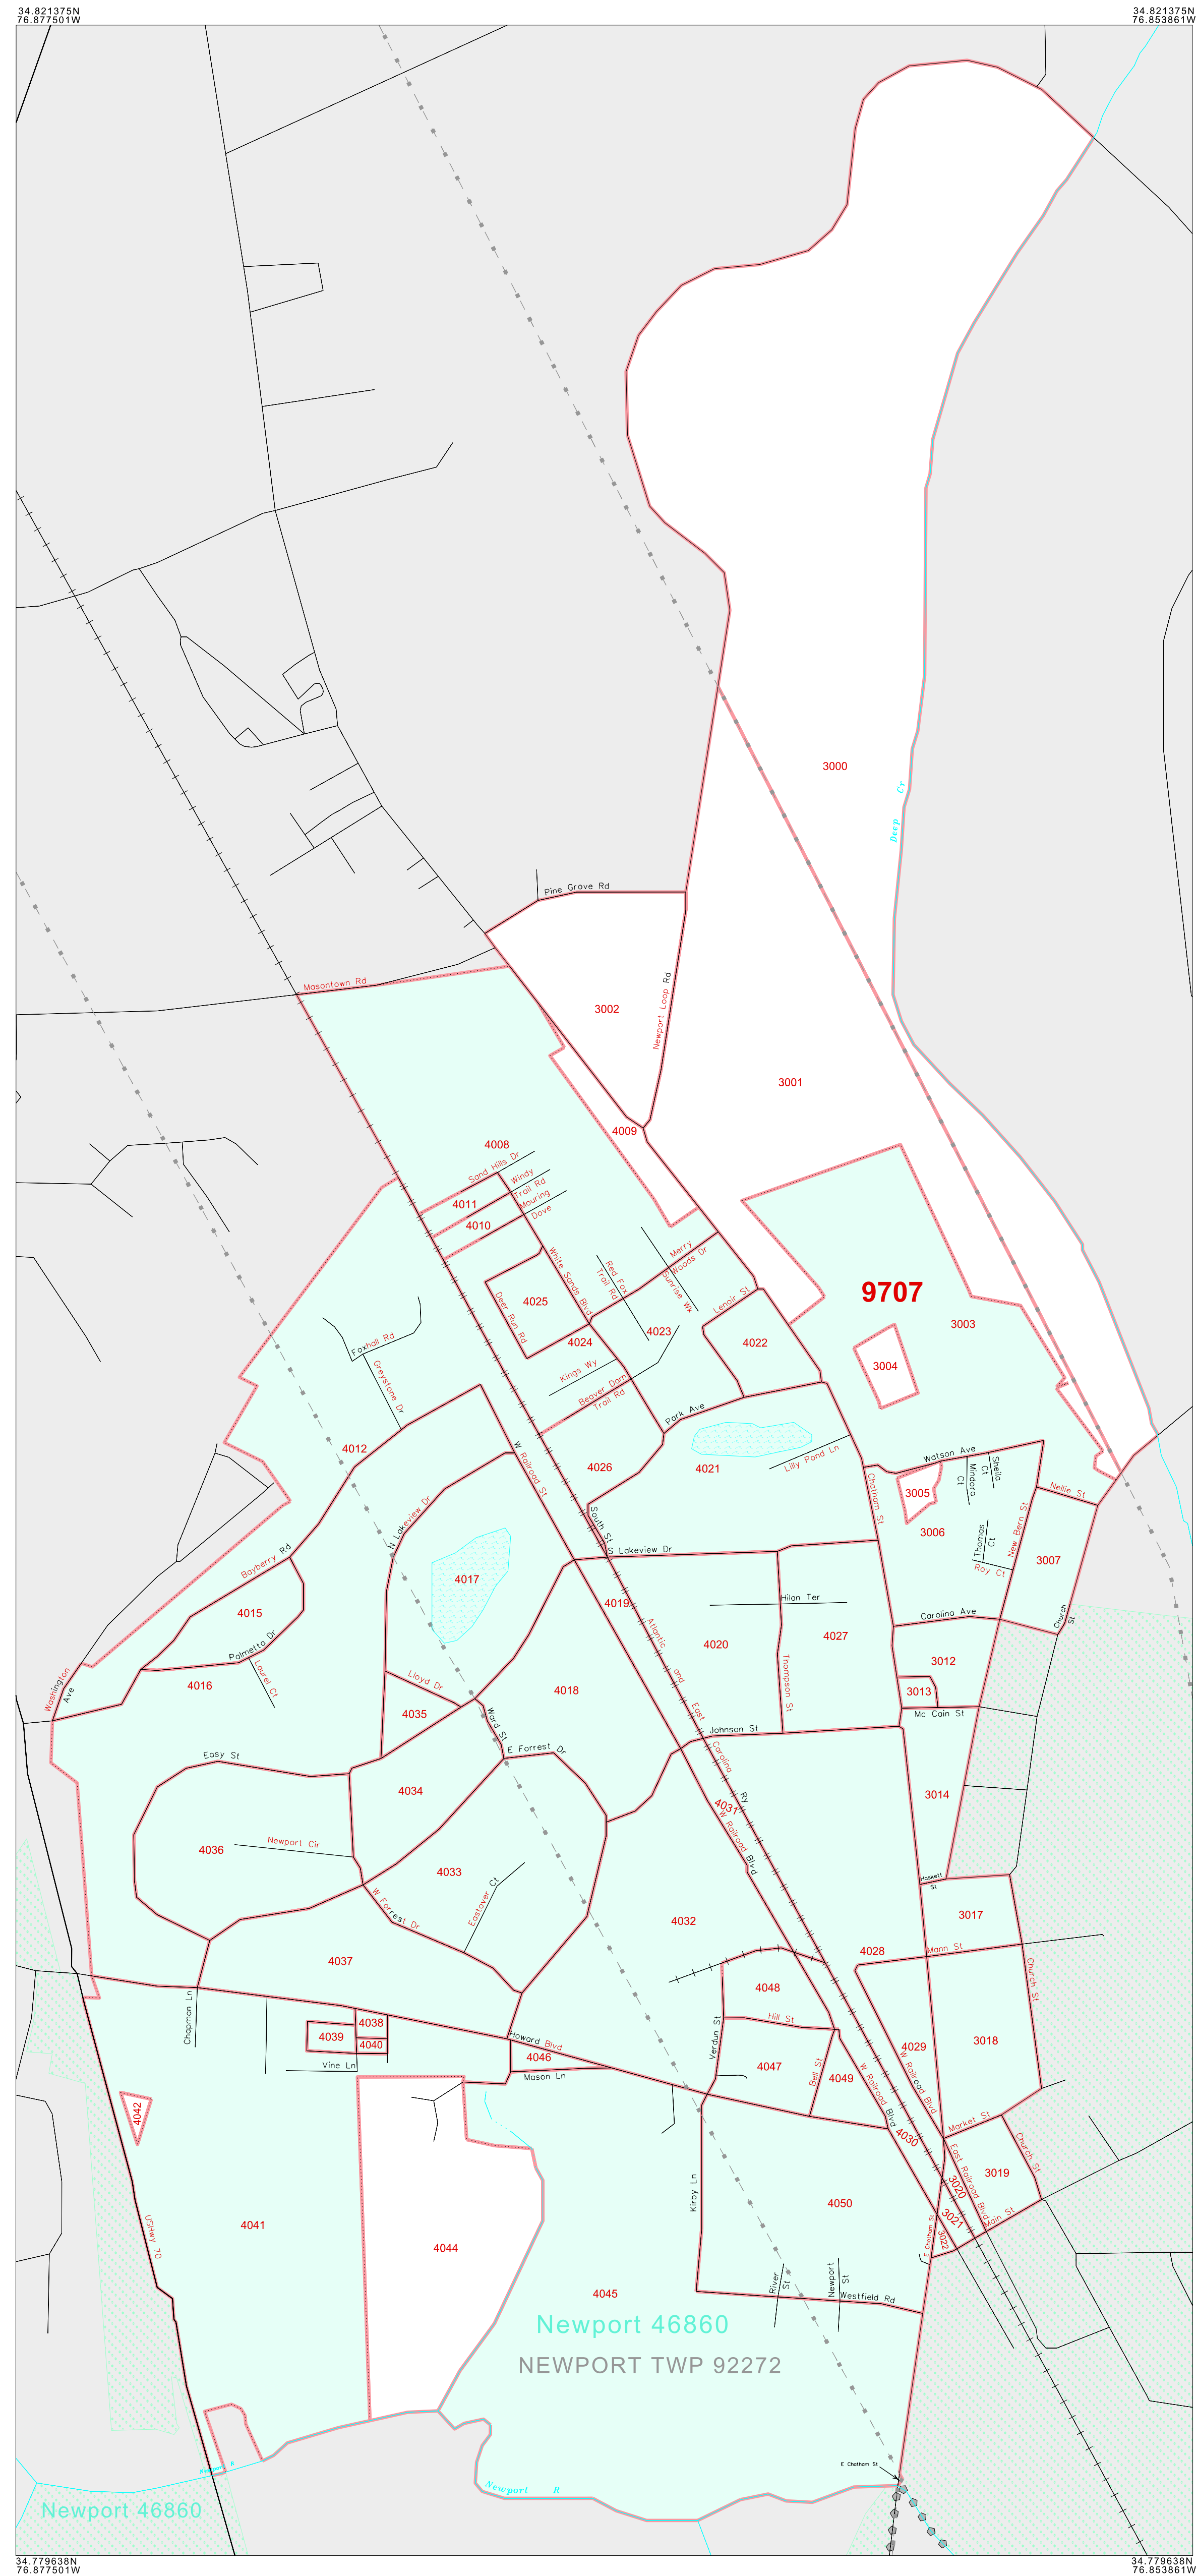 34.821375N
76.877501W
34.821375N
76.853861W
3000
Deep Cr
Pine Grove Rd
Masontown Rd
3002
Newport Loop Rd
3001
4009
4008
Sand Hills Dr
Windy
Trail Rd
4011
Mouring
Dove
4010
White Sands Blvd
Merry
Woods Dr
Red Fox
Trail Rd
Sunrise Wk
9707
4025
Deer Run Rd
Lenoir St
3003
4024
4023
4022
Foxhall Rd
Kings Wy
3004
Greystone Dr
Beaver Dam
Trail Rd
Park Ave
4012
W Railroad St
4026
4021
Lilly Pond Ln
Watson Ave
Mindora
Ct
Sheila
Ct
Chatham St
Nellie St
3005
N Lakeview Dr
South St
3006
New Bern St
Thomas
Ct
Roy Ct
3007
S Lakeview Dr
Bayberry Rd
4017
4015
4019
Hilan Ter
Atlantic and East Carolina Ry
4020
4027
Carolina Ave
Church
St
Palmetto Dr
Laurel Ct
Thompson St
3012
3013
Mc Cain St
Washington
Ave
4016
Lloyd Dr
4018
4035
Ward St
Johnson St
E Forrest Dr
Easy St
4034
3014
4031
W Railroad Blvd
Newport Cir
4036
4033
Haskett
St
W Forrest Dr
Eastover Ct
4032
3017
4037
4028
Mann St
Church St
4048
Chapman Ln
4038
4039
4040
Hill St
Verdun St
Howard Blvd
4029
W Railroad Blvd
3018
4046
Vine Ln
Mason Ln
4047
Bell St
4049
W Railroad Blvd
4042
Market St
4030
East Railroad Blvd
Church St
3019
Kirby Ln
3020
4050
3021
Main St
E Chatham St
3022
USHwy 70
4041
4044
4045
River
St
Newport
St
Westfield Rd
Newport 46860
NEWPORT TWP 92272
E Chatham St
Newport R
Newport R
Newport 46860
34.779638N
76.877501W
34.779638N
76.853861W